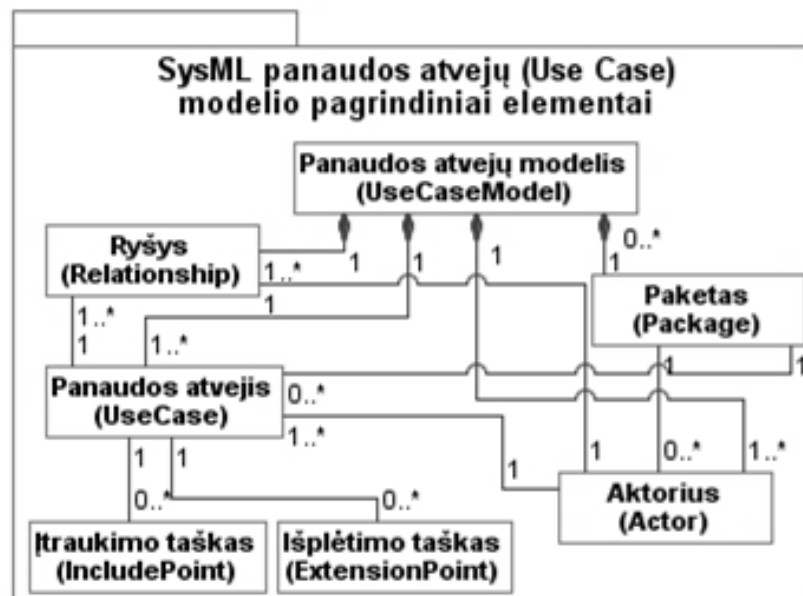 SysML panaudos atvejų (Use Case)
modelio pagrindiniai elementai
Panaudos atvejų modelis
(UseCaseModel)
Ryšys
(Relationship)
1..*
1
1
1
1
0..*
Paketas
(Package)
1
1..*
1
1..*
1
1
Panaudos atvejis
(UseCase)
0..*
1..*
1
1
1
1
0..*
1..*
0..*
0..*
Aktorius
(Actor)
Įtraukimo taškas
(IncludePoint)
Išplėtimo taškas
(ExtensionPoint)